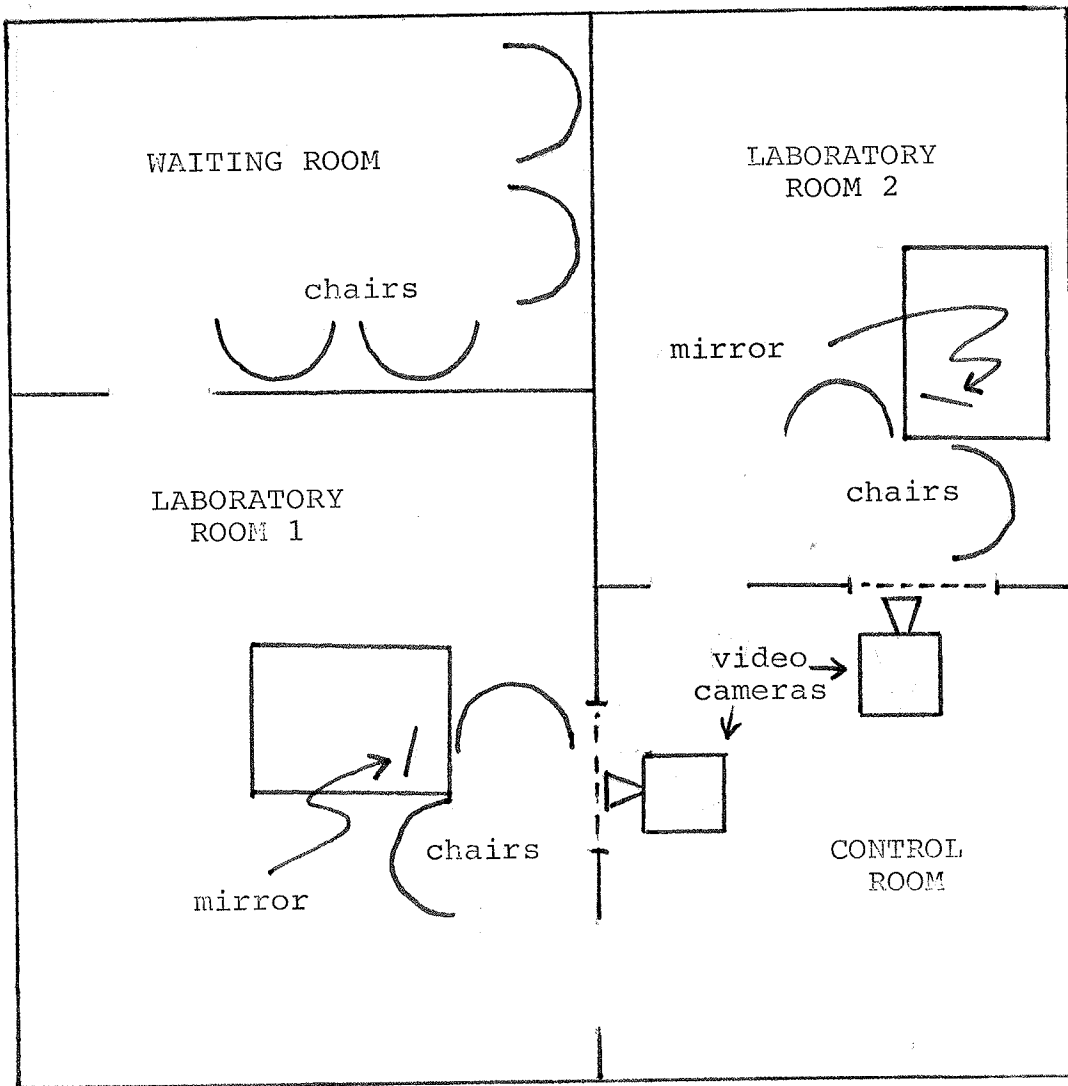 WAITING ROOM
LABORATORY
ROOM 2
chairs
mirror
LABORATORY
ROOM 1
chairs
video
cameras
chairs
mirror
CONTROL
ROOM